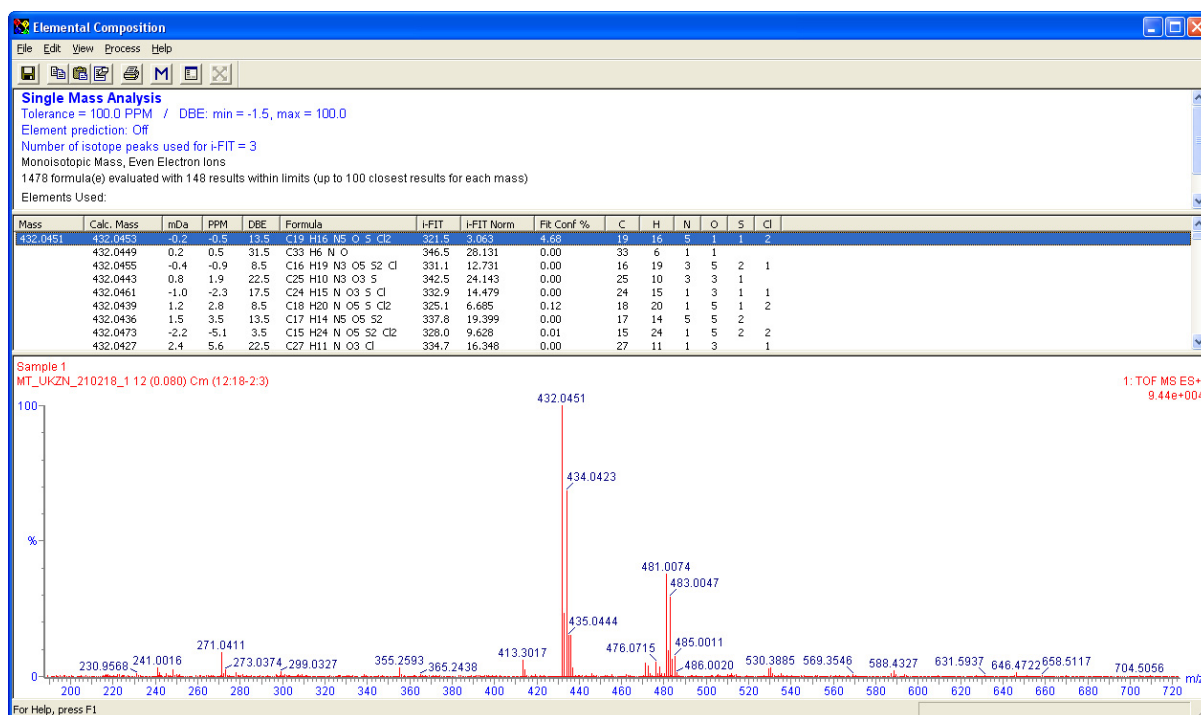 Elemental Composition
File Edit View Process Help
Single Mass Analysis
Tolerance = 100.0 PPM / DBE: min = -1.5, max = 100.0
Element prediction: Off
Number of isotope peaks used for i-FIT = 3
Monoisotopic Mass, Even Electron Ions
1478 formula(e) evaluated with 148 results within limits (up to 100 closest results for each mass)
Elements Used:
Mass Calc. Mass mDa PPM DBE Formula i-FIT i-FIT Norm Fit Conf % C H N O S Cl
432.0451 432.0453 -0.2 -0.5 13.5 C19 H16 N5 O S Cl2 321.5 3.063 4.68 19 16 5 1 1 2
432.0449 0.2 0.5 31.5 C33 H6 N O 346.5 28.131 0.00 33 6 1 1
432.0455 -0.4 -0.9 8.5 C16 H19 N3 O5 S2 Cl 331.1 12.731 0.00 16 19 3 5 2 1
432.0443 0.8 1.9 22.5 C25 H10 N3 O3 S 342.5 24.143 0.00 25 10 3 3 1
432.0461 -1.0 -2.3 17.5 C24 H15 N O3 S Cl 332.9 14.479 0.00 24 15 1 3 1 1
432.0439 1.2 2.8 8.5 C18 H20 N O5 S Cl2 325.1 6.685 0.12 18 20 1 5 1 2
432.0436 1.5 3.5 13.5 C17 H14 N5 O5 S2 337.8 19.399 0.00 17 14 5 5 2
432.0473 -2.2 -5.1 3.5 C15 H24 N O5 S2 Cl2 328.0 9.628 0.01 15 24 1 5 2 2
432.0427 2.4 5.6 22.5 C27 H11 N O3 Cl 334.7 16.348 0.00 27 11 1 3 1
Sample 1
MT_UKZN_210218_1 12 (0.080) Cm (12:18-2:3)
1: TOF MS ES+
9.44e+004
100
%
0
432.0451
434.0423
481.0074
483.0047
435.0444
476.0715
485.0011
486.0020
271.0411
413.3017
230.9568
241.0016
273.0374
299.0327
355.2593
365.2438
530.3885
569.3546
588.4327
631.5937
646.4722
658.5117
704.5056
200 220 240 260 280 300 320 340 360 380 400 420 440 460 480 500 520 540 560 580 600 620 640 660 680 700 720 m/z
For Help, press F1